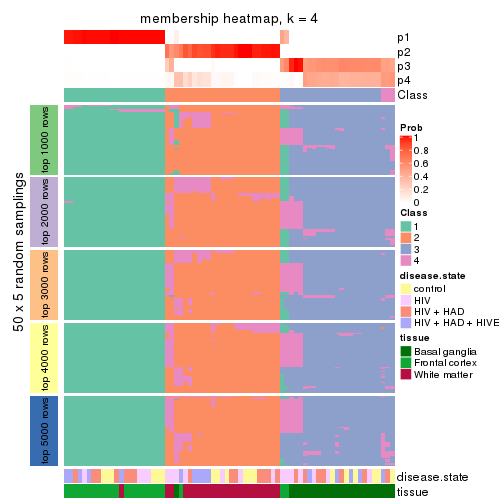 membership heatmap, k = 4
p1
p2
p3
p4
Class
50 x 5 random samplings
top 1000 rows
top 2000 rows
top 3000 rows
top 4000 rows
top 5000 rows
disease.state
tissue
Prob
1
0.8
0.6
0.4
0.2
0
Class
1
2
3
4
disease.state
control
HIV
HIV + HAD
HIV + HAD + HIVE
tissue
Basal ganglia
Frontal cortex
White matter